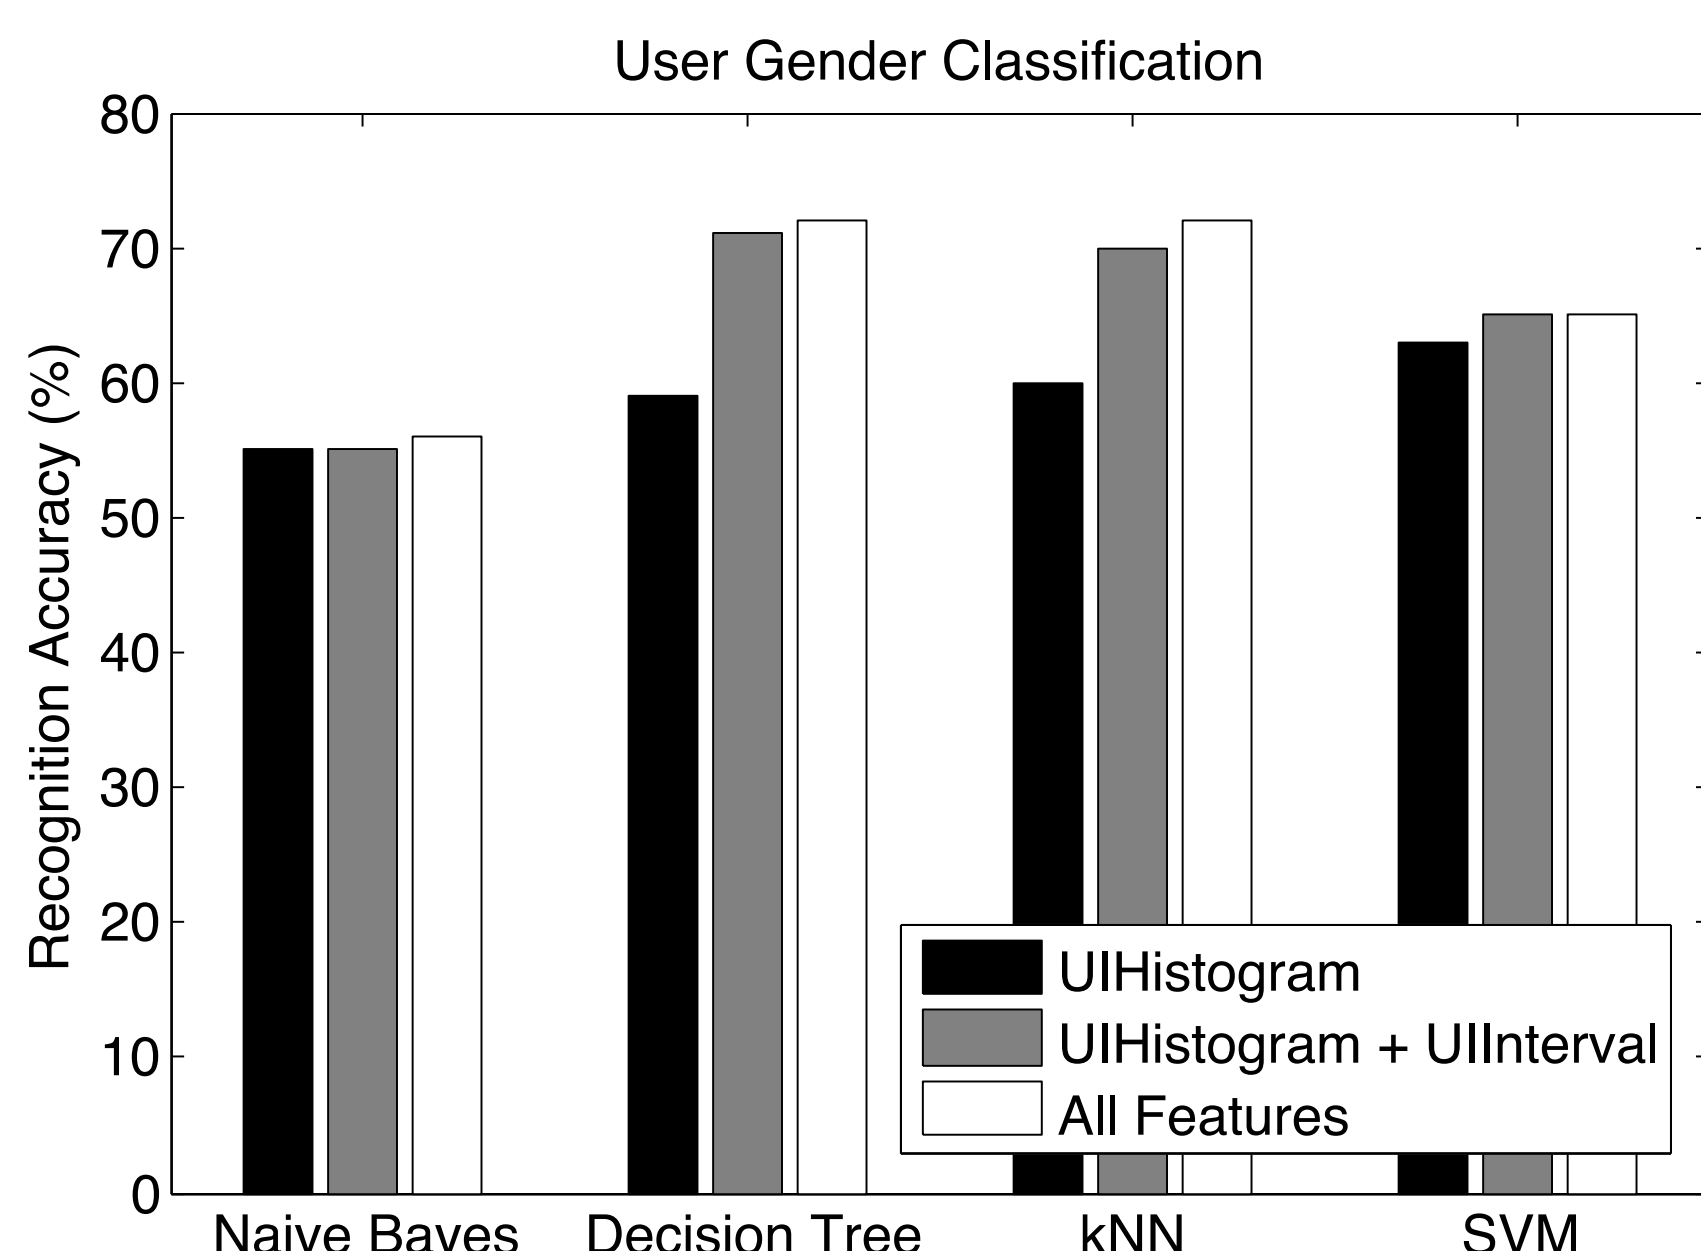 User Gender Classification
80
70
60
50
40
30
20
10
0
Recognition Accuracy (%)
UIHistogram
UIHistogram + UIInterval
All Features
Naive Bayes
Decision Tree
kNN
SVM